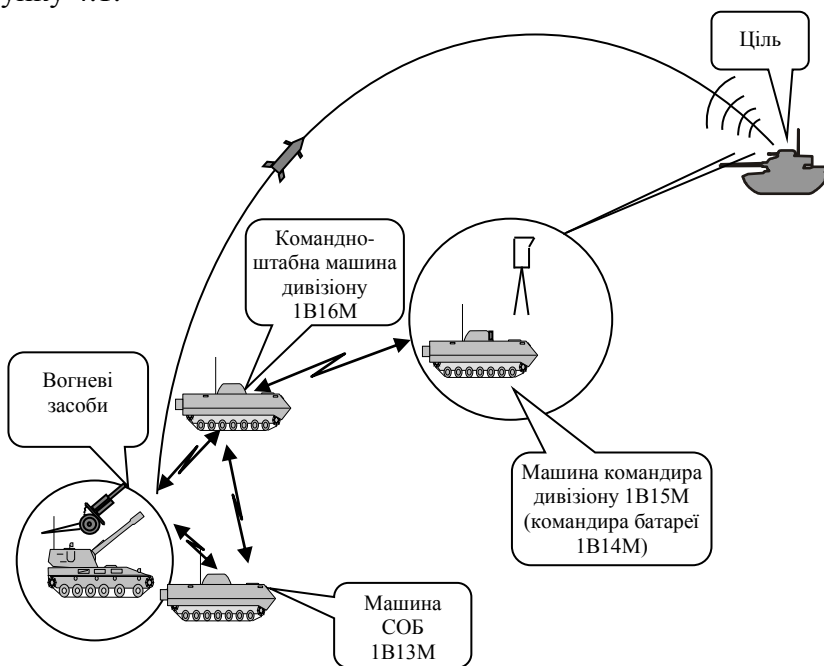 Ціль
Командно-
штабна машина
дивізіону
1В16М
Вогневі
засоби
Машина командира
дивізіону 1В15М
(командира батареї
1В14М)
Машина
СОБ
1В13М